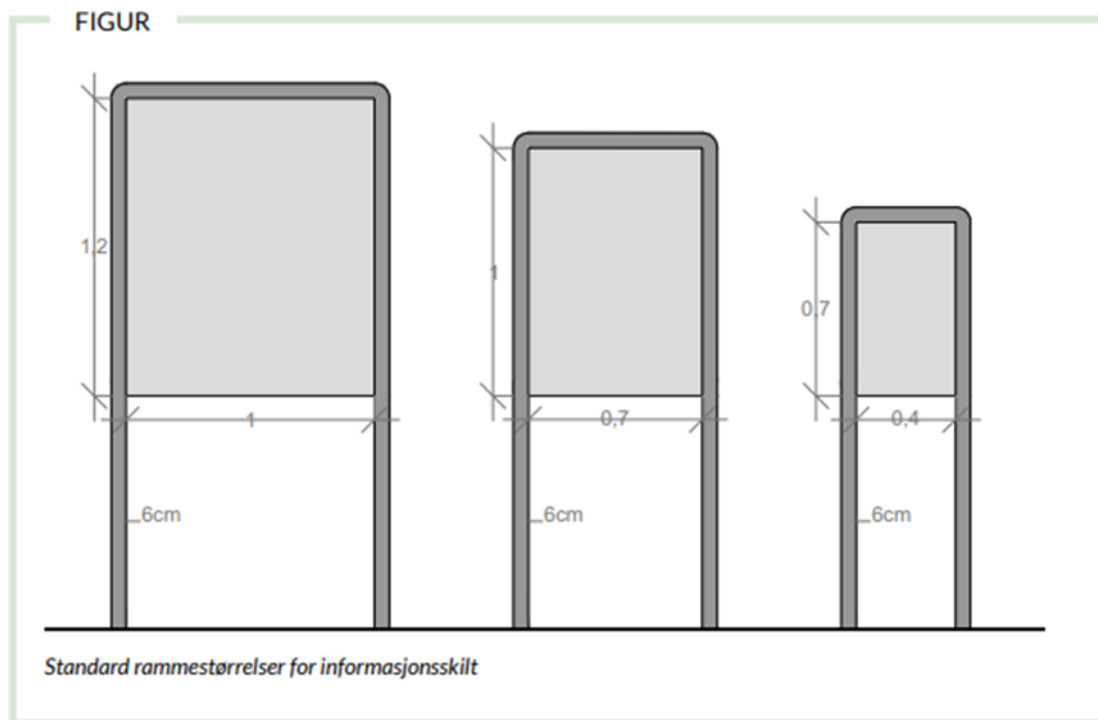 FIGUR
1,2
1
6cm
1
0,7
6cm
0,7
0,4
6cm
Standard rammestørrelser for informasjonsskilt